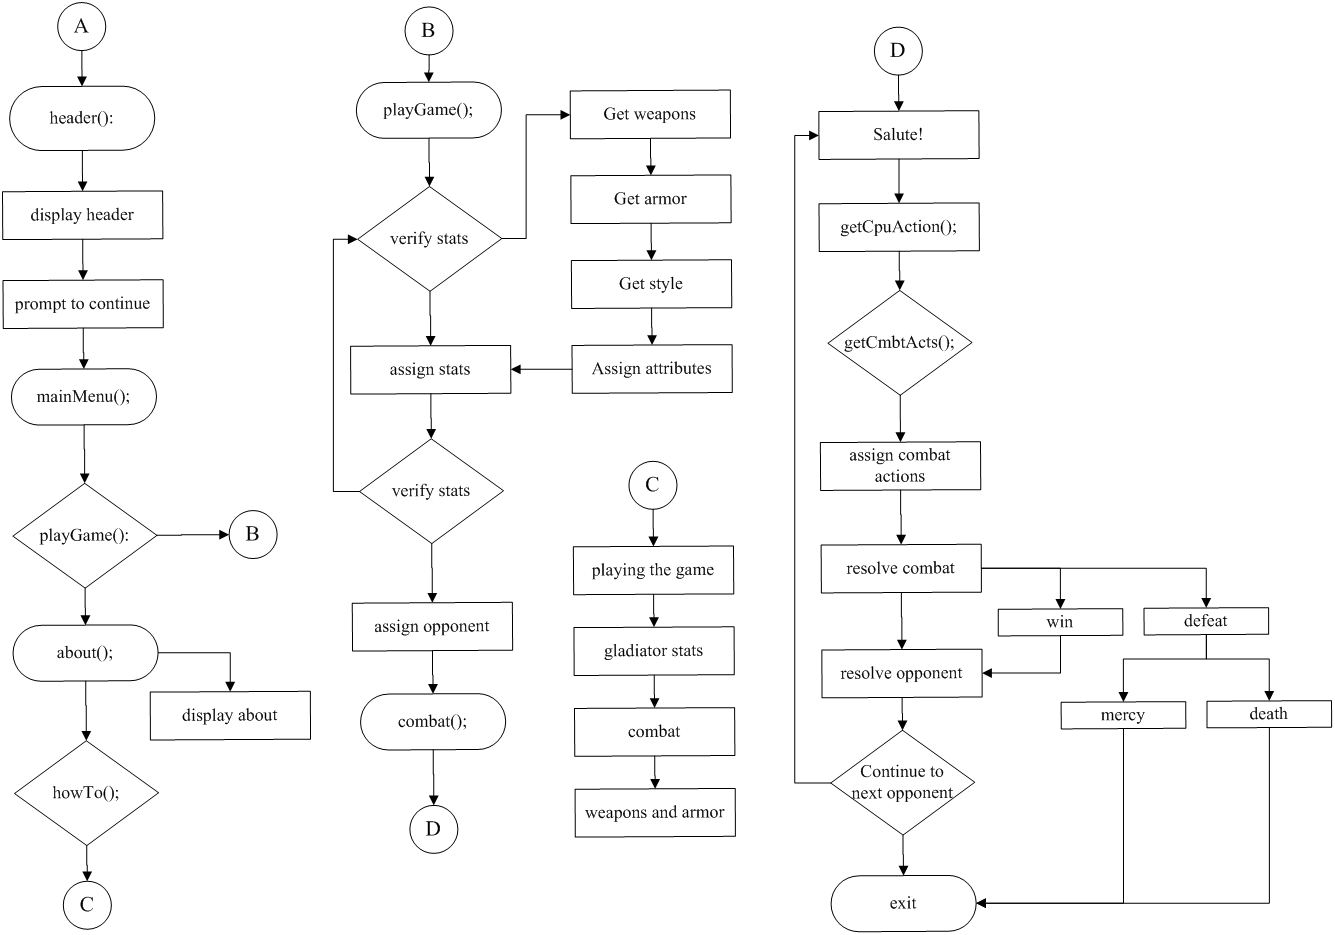 A
header():
display header
prompt to continue
mainMenu();
playGame():
B
about();
display about
howTo();
C
B
playGame();
verify stats
Get weapons
Get armor
Get style
Assign attributes
assign stats
verify stats
assign opponent
combat();
D
C
playing the game
gladiator stats
combat
weapons and armor
D
Salute!
getCpuAction();
getCmbtActs();
assign combat
actions
resolve combat
win
defeat
resolve opponent
mercy
death
Continue to
next opponent
exit